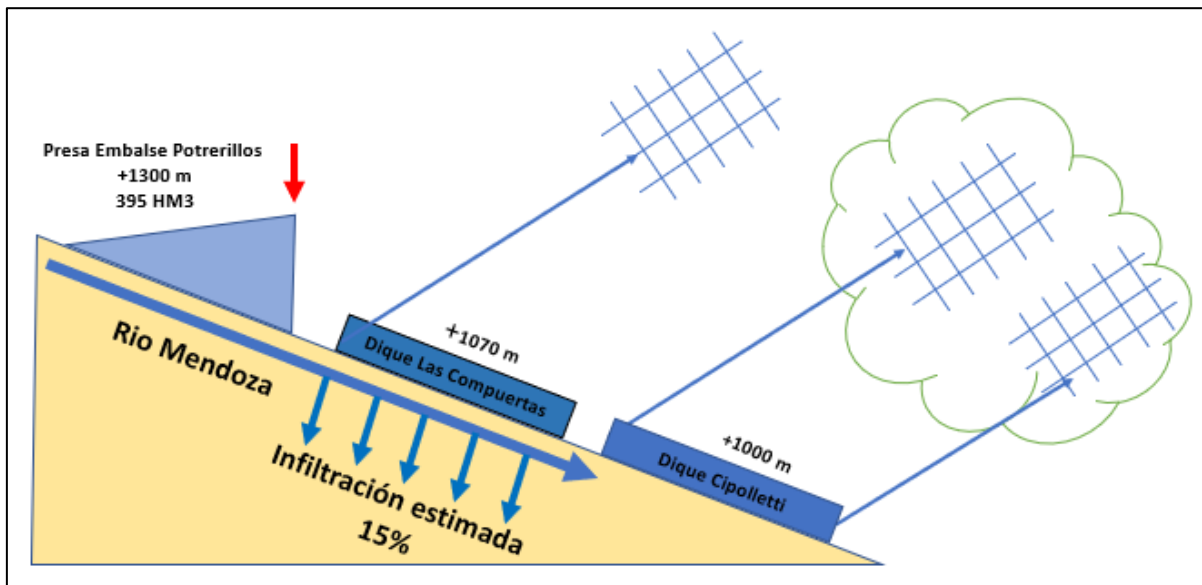 Presa Embalse Potrerillos
+1300 m
395 HM3
Rio Mendoza
+1070 m
Dique Las Compuertas
Infiltración estimada
15%
+1000 m
Dique Cipolletti